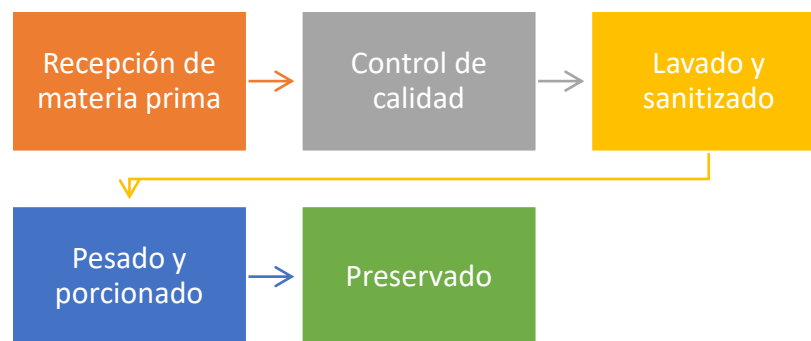 Recepción de
materia prima
Control de
calidad
Lavado y
sanitizado
Pesado y
porcionado
Preservado